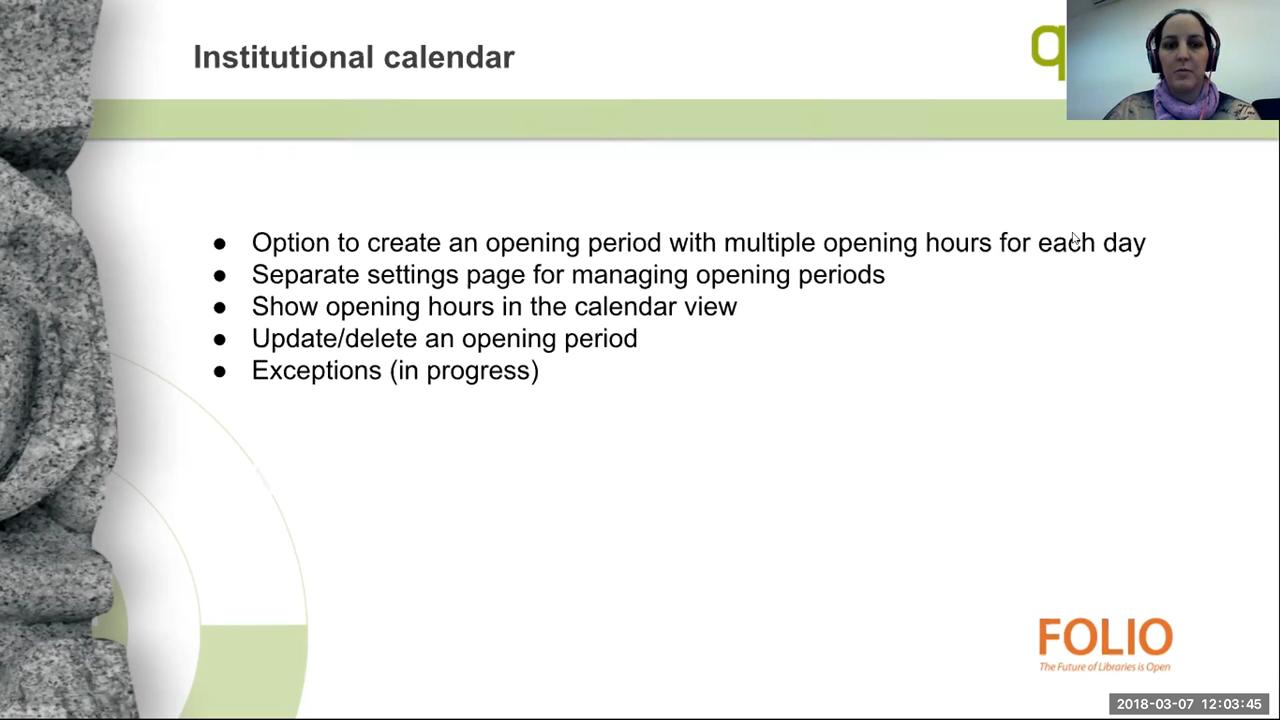 Institutional calendar
● Option to create an opening period with multiple opening hours for each day
● Separate settings page for managing opening periods
● Show opening hours in the calendar view
● Update/delete an opening period
● Exceptions (in progress)
FOLIO
The Future of Libraries is Open
2018-03-07 12:03:45